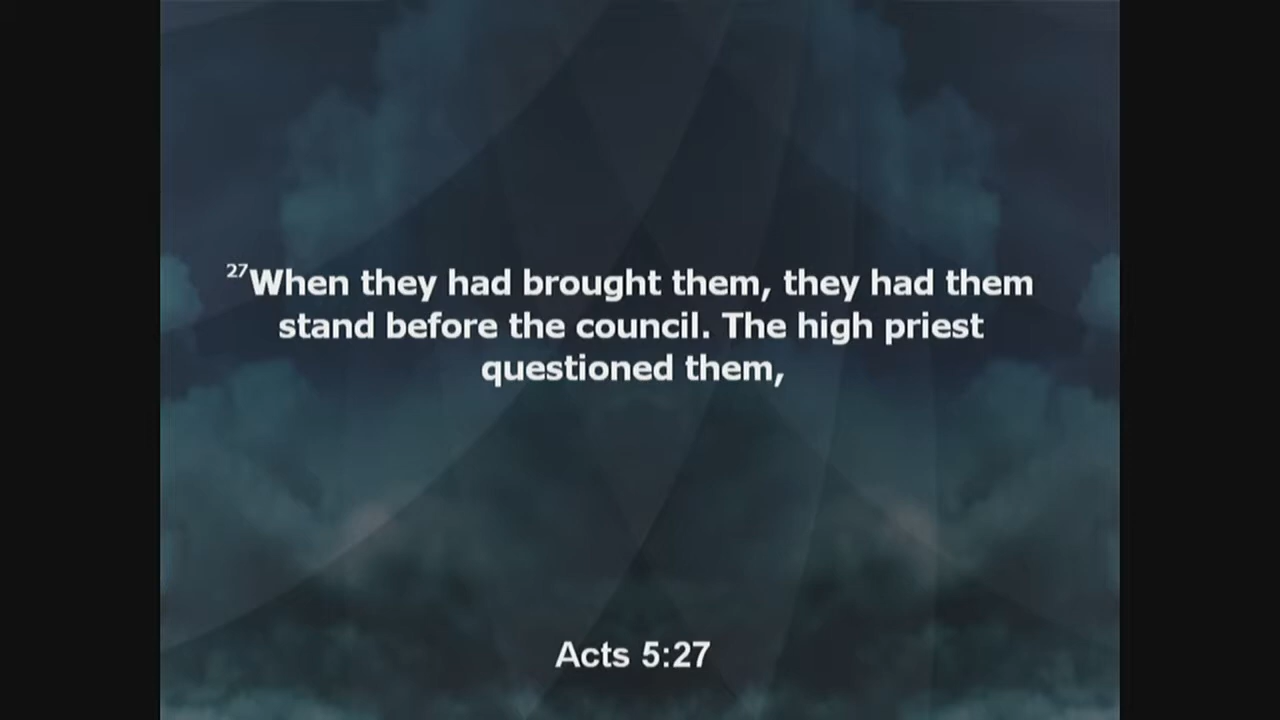 27When they had brought them, they had them
stand before the council. The high priest
questioned them,
Acts 5:27